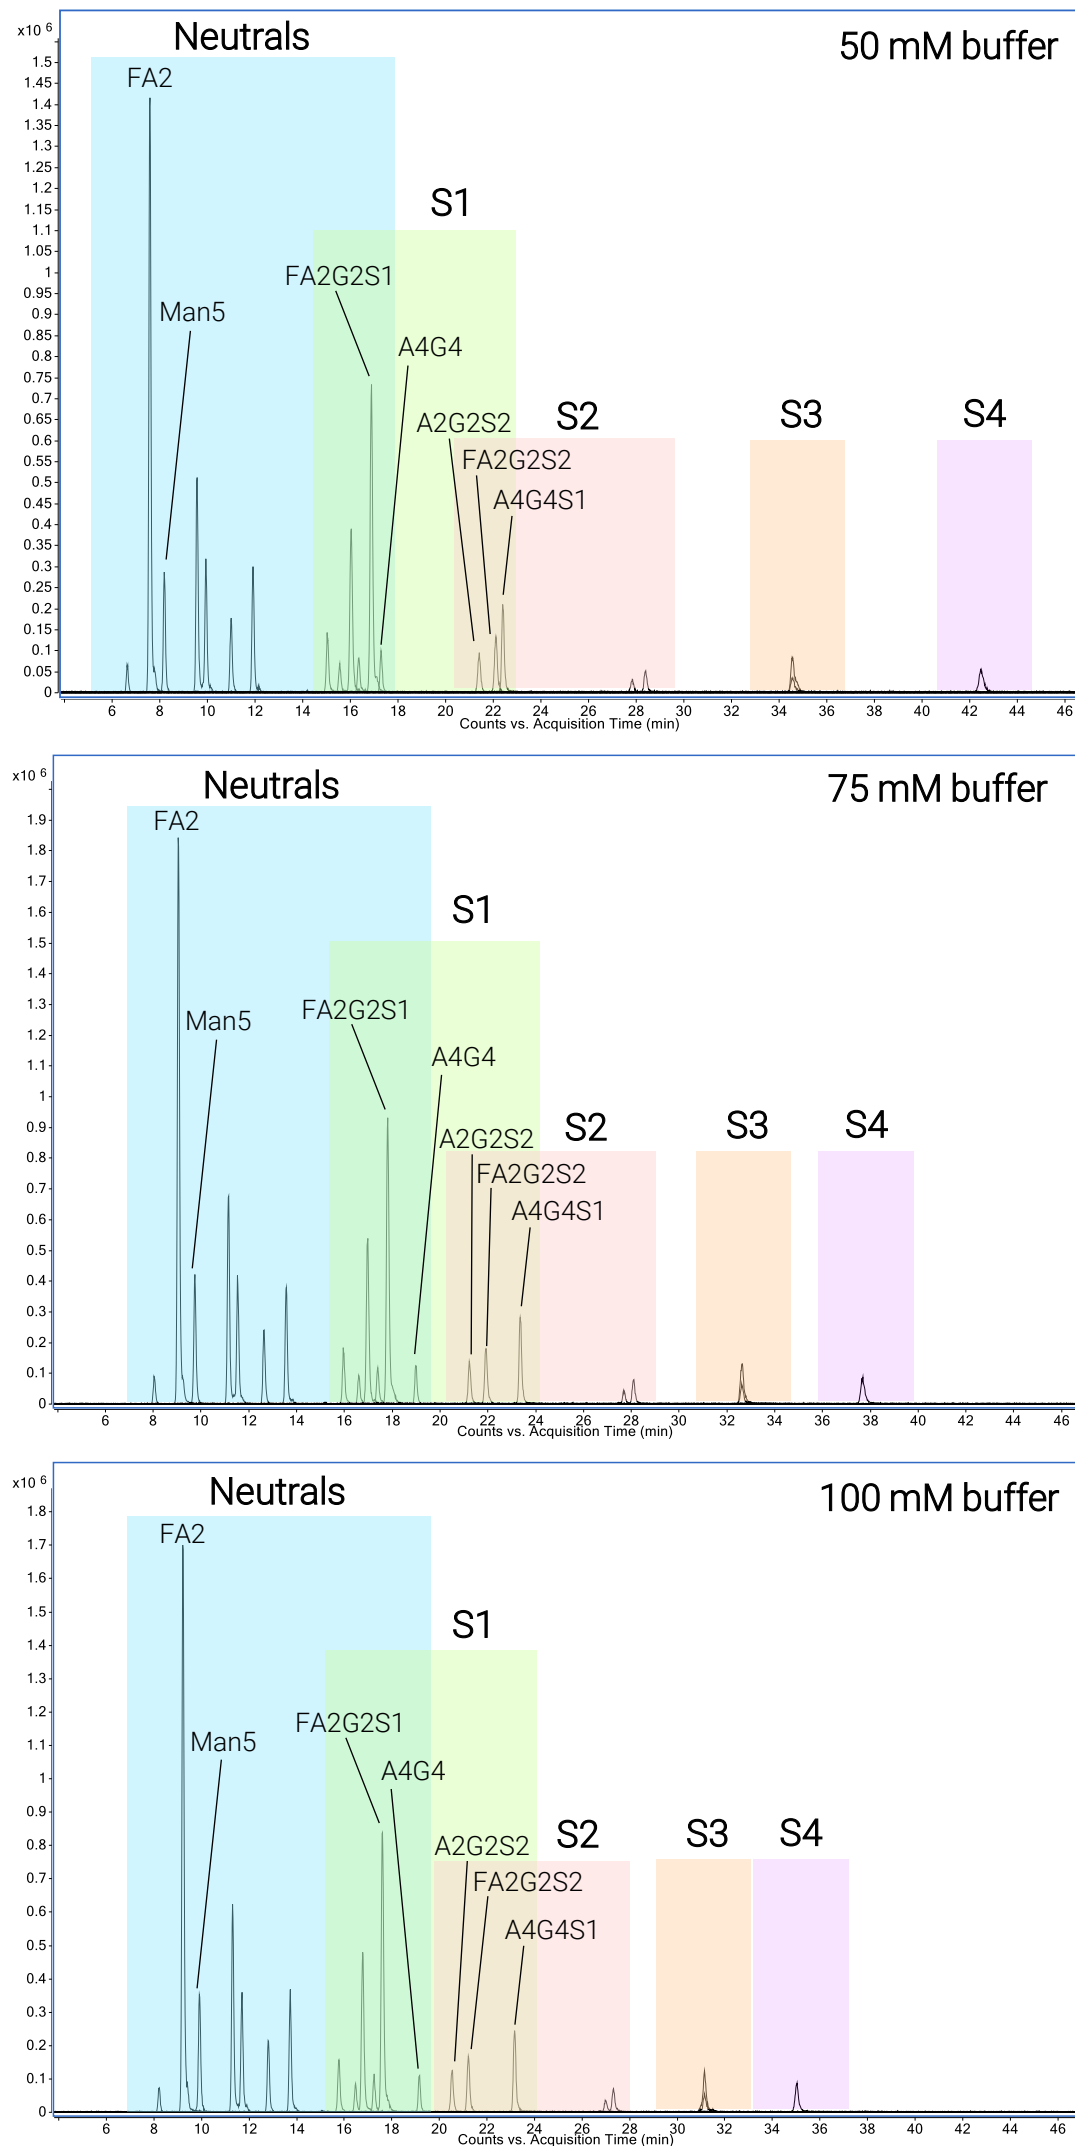 Neutrals
50 mM buffer
x10 6
FA2
S1
FA2G2S1
Man5
A4G4
A2G2S2
S2
S3
S4
FA2G2S2
A4G4S1
1.5
1.45
1.4
1.35
1.3
1.25
1.2
1.15
1.1
1.05
1
0.95
0.9
0.85
0.8
0.75
0.7
0.65
0.6
0.55
0.5
0.45
0.4
0.35
0.3
0.25
0.2
0.15
0.1
0.05
0
6 8 10 12 14 16 18 20 22 24 26 28 30 32 34 36 38 40 42 44 46
Counts vs. Acquisition Time (min)
x10 6
Neutrals
75 mM buffer
FA2
S1
FA2G2S1
Man5
A4G4
A2G2S2
S2
S3
S4
FA2G2S2
A4G4S1
1.9
1.8
1.7
1.6
1.5
1.4
1.3
1.2
1.1
1
0.9
0.8
0.7
0.6
0.5
0.4
0.3
0.2
0.1
0
6 8 10 12 14 16 18 20 22 24 26 28 30 32 34 36 38 40 42 44 46
Counts vs. Acquisition Time (min)
x10 6
Neutrals
100 mM buffer
FA2
S1
FA2G2S1
Man5
A4G4
A2G2S2
S2
S3
S4
FA2G2S2
A4G4S1
1.8
1.7
1.6
1.5
1.4
1.3
1.2
1.1
1
0.9
0.8
0.7
0.6
0.5
0.4
0.3
0.2
0.1
0
6 8 10 12 14 16 18 20 22 24 26 28 30 32 34 36 38 40 42 44 46
Counts vs. Acquisition Time (min)